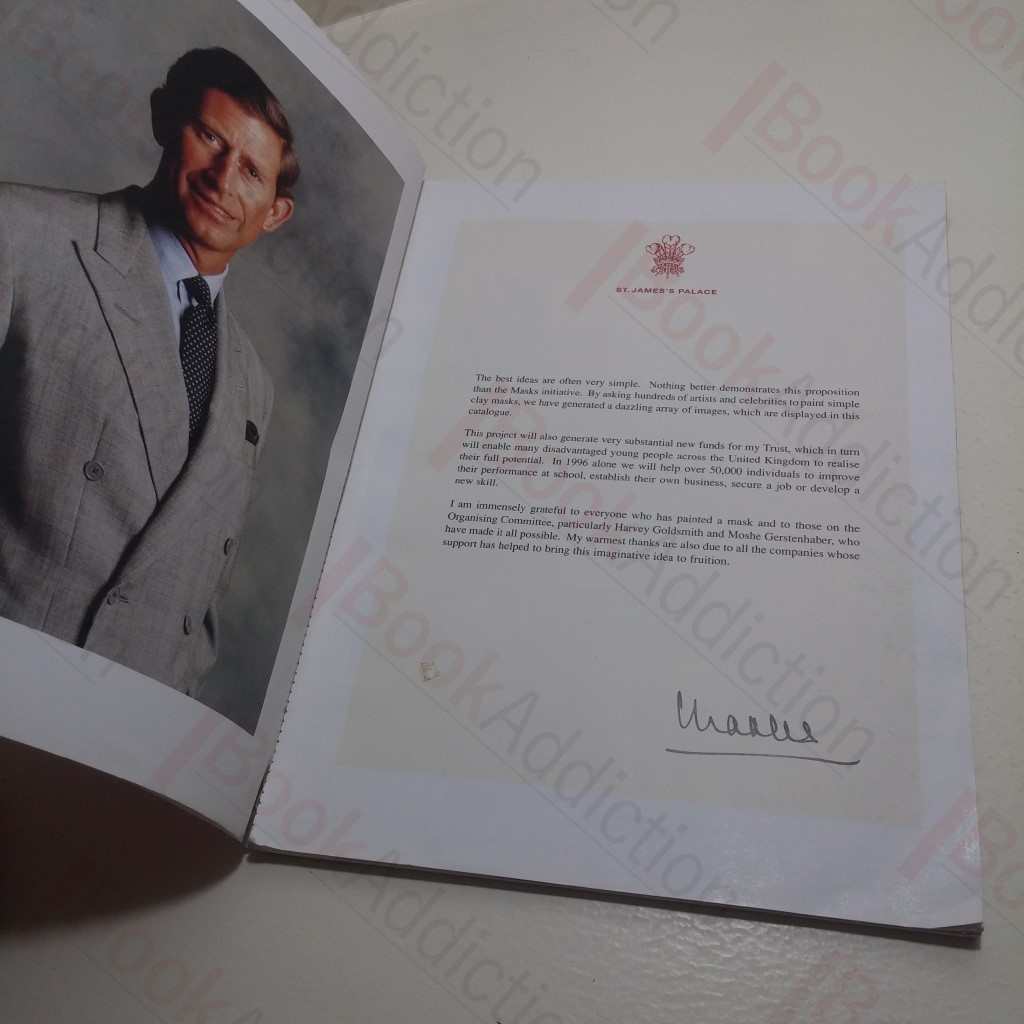 ST. JAMES'S PALACE
The best ideas are often very simple. Nothing better demonstrates this proposition
than the Masks initiative. By asking hundreds of artists and celebrities to paint simple
clay masks, we have generated a dazzling array of images, which are displayed in this
catalogue.
This project will also generate very substantial new funds for my Trust, which in turn
will enable many disadvantaged young people across the United Kingdom to realise
their full potential. In 1996 alone we will help over 50,000 individuals to improve
their performance at school, establish their own business, secure a job or develop a
new skill.
I am immensely grateful to everyone who has painted a mask and to those on the
Organising Committee, particularly Harvey Goldsmith and Moshe Gerstenhaber, who
have made it all possible. My warmest thanks are also due to all the companies whose
support has helped to bring this imaginative idea to fruition.
Charles
BookAddiction